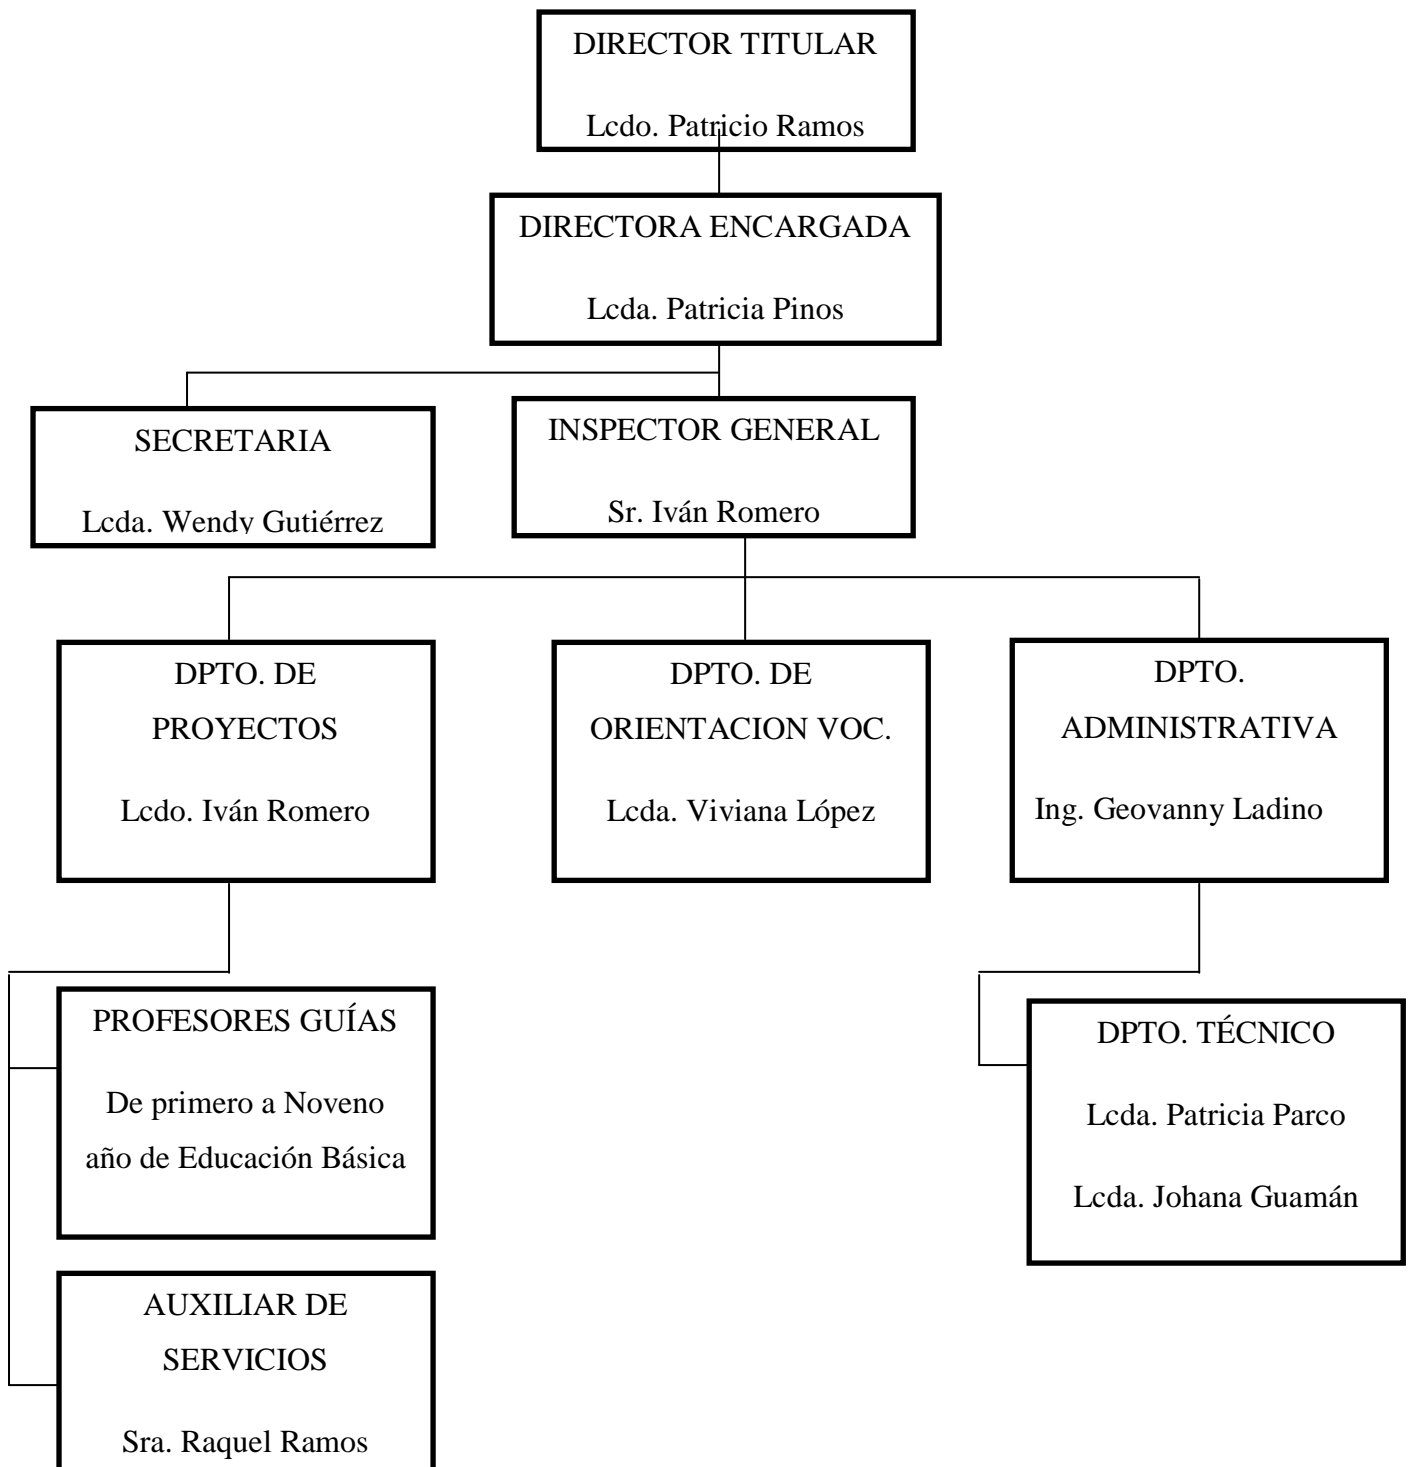 DIRECTOR TITULAR
Lcdo. Patricio Ramos
DIRECTORA ENCARGADA
Lcda. Patricia Pinos
SECRETARIA
Lcda. Wendy Gutiérrez
INSPECTOR GENERAL
Sr. Iván Romero
DPTO. DE
PROYECTOS
Lcdo. Iván Romero
DPTO. DE
ORIENTACION VOC.
Lcda. Viviana López
DPTO.
ADMINISTRATIVA
Ing. Geovanny Ladino
PROFESORES GUÍAS
De primero a Noveno
año de Educación Básica
DPTO. TÉCNICO
Lcda. Patricia Parco
Lcda. Johana Guamán
AUXILIAR DE
SERVICIOS
Sra. Raquel Ramos